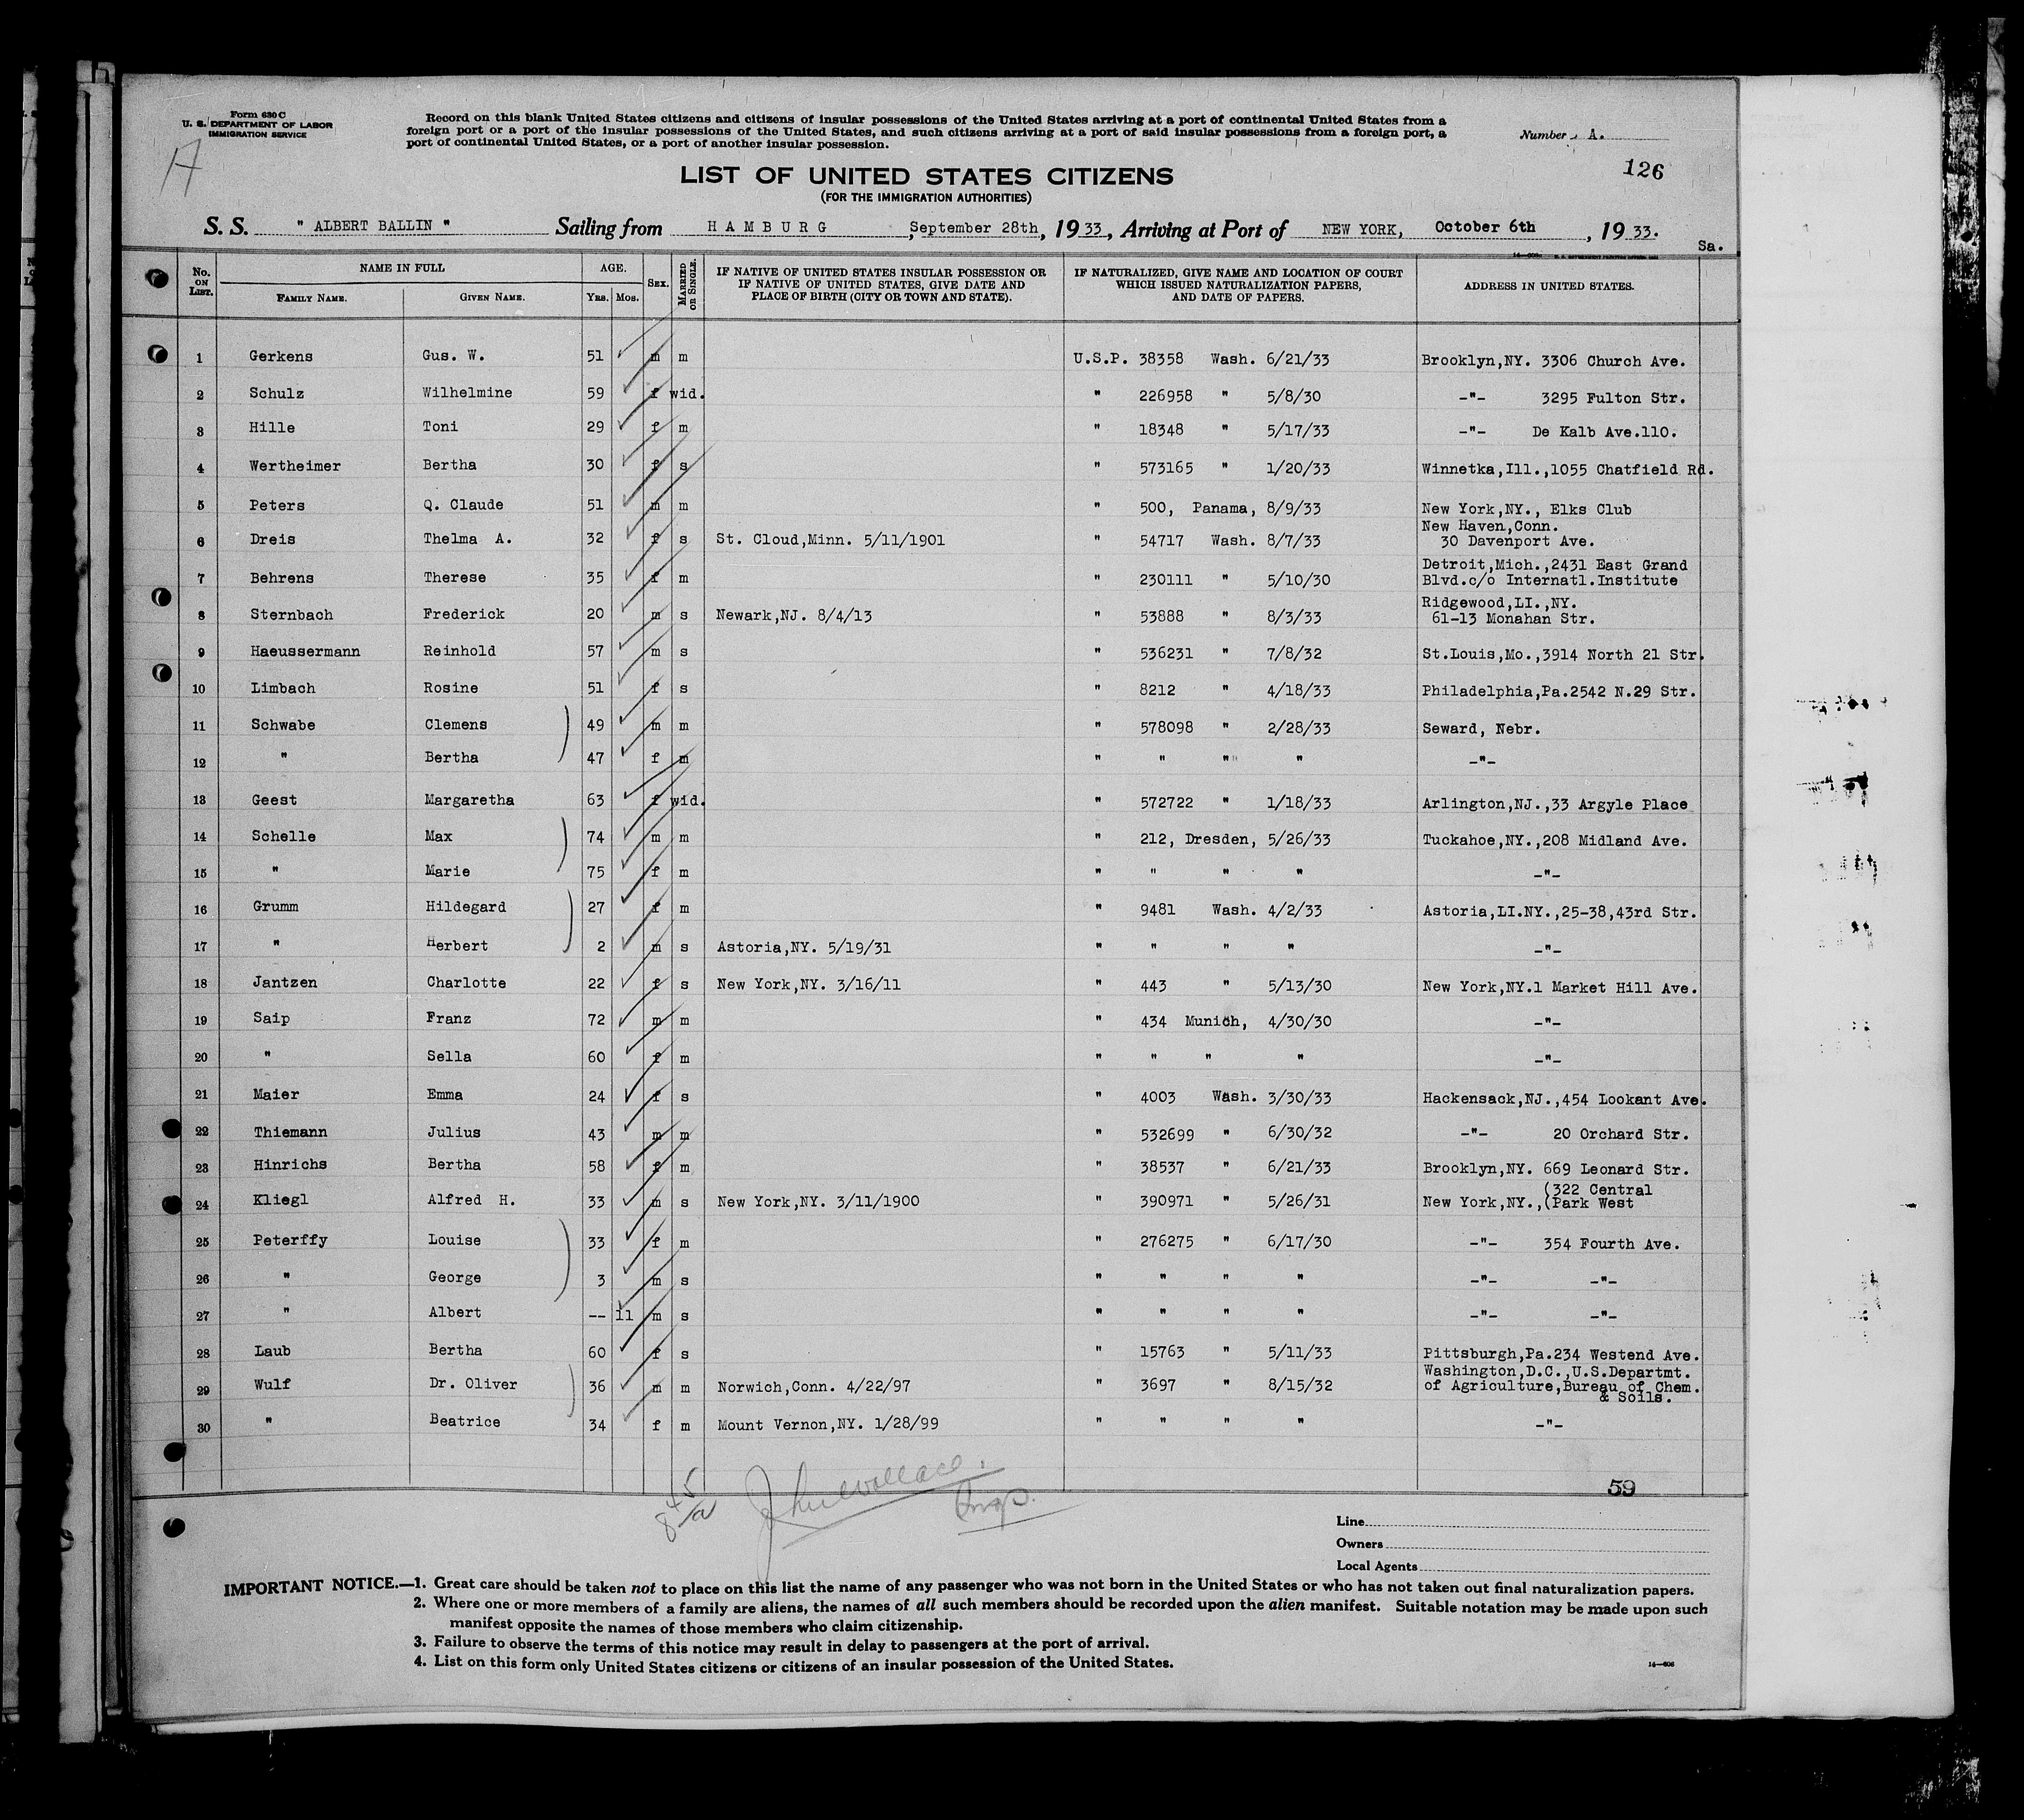 Form 630 C
U. S. DEPARTMENT OF LABOR
IMMIGRATION SERVICE
Record on this blank United States citizens and citizens of insular possessions of the United States arriving at a port of continental United States from a
foreign port or a port of the insular possessions of the United States, and such citizens arriving at a port of said insular possessions from a foreign port, a
port of continental United States, or a port of another insular possession.
Number A.
126
LIST OF UNITED STATES CITIZENS
(FOR THE IMMIGRATION AUTHORITIES)
S. S. " ALBERT BALLIN " Sailing from HAMBURG, September 28th, 1933, Arriving at Port of NEW YORK, October 6th, 1933.
Sa.
No. ON LIST. NAME IN FULL FAMILY NAME. GIVEN NAME. AGE. YRS. MOS. SEX. MARRIED OR SINGLE. IF NATIVE OF UNITED STATES INSULAR POSSESSION OR IF NATIVE OF UNITED STATES, GIVE DATE AND PLACE OF BIRTH (CITY OR TOWN AND STATE). IF NATURALIZED, GIVE NAME AND LOCATION OF COURT WHICH ISSUED NATURALIZATION PAPERS, AND DATE OF PAPERS. ADDRESS IN UNITED STATES.
1 Gerkens Gus. W. 51 m m U.S.P. 38358 Wash. 6/21/33 Brooklyn,NY. 3306 Church Ave.
2 Schulz Wilhelmine 59 f wid. " 226958 " 5/8/30 -"- 3295 Fulton Str.
3 Hille Toni 29 f m " 18348 " 5/17/33 -"- De Kalb Ave.110.
4 Wertheimer Bertha 30 f s " 573165 " 1/20/33 Winnetka,Ill.,1055 Chatfield Rd.
5 Peters Q. Claude 51 m m " 500, Panama, 8/9/33 New York,NY., Elks Club
6 Dreis Thelma A. 32 f s St. Cloud,Minn. 5/11/1901 " 54717 Wash. 8/7/33 New Haven,Conn.
30 Davenport Ave.
7 Behrens Therese 35 f m " 230111 " 5/10/30 Detroit,Mich.,2431 East Grand
Blvd.c/o Internatl.Institute
8 Sternbach Frederick 20 m s Newark,NJ. 8/4/13 " 53888 " 8/3/33 Ridgewood,LI.,NY.
61-13 Monahan Str.
9 Haeussermann Reinhold 57 m s " 536231 " 7/8/32 St.Louis,Mo.,3914 North 21 Str.
10 Limbach Rosine 51 f s " 8212 " 4/18/33 Philadelphia,Pa.2542 N.29 Str.
11 Schwabe Clemens 49 m m " 578098 " 2/28/33 Seward, Nebr.
12 " Bertha 47 f m " " " " -"-
13 Geest Margaretha 63 f wid. " 572722 " 1/18/33 Arlington,NJ.,33 Argyle Place
14 Schelle Max 74 m m " 212, Dresden, 5/26/33 Tuckahoe,NY.,208 Midland Ave.
15 " Marie 75 f m " " " " -"-
16 Grumm Hildegard 27 f m " 9481 Wash. 4/2/33 Astoria,LI.NY.,25-38,43rd Str.
17 " Herbert 2 m s Astoria,NY. 5/19/31 " " " " -"-
18 Jantzen Charlotte 22 f s New York,NY. 3/16/11 " 443 " 5/13/30 New York,NY.1 Market Hill Ave.
19 Saip Franz 72 m m " 434 Munich, 4/30/30 -"-
20 " Sella 60 f m " " " " -"-
21 Maier Emma 24 f s " 4003 Wash. 3/30/33 Hackensack,NJ.,454 Lookant Ave.
22 Thiemann Julius 43 m m " 532699 " 6/30/32 -"- 20 Orchard Str.
23 Hinrichs Bertha 58 f m " 38537 " 6/21/33 Brooklyn,NY. 669 Leonard Str.
24 Kliegl Alfred H. 33 m s New York,NY. 3/11/1900 " 390971 " 5/26/31 New York,NY.,(322 Central
(Park West
25 Peterffy Louise 33 f m " 276275 " 6/17/30 -"- 354 Fourth Ave.
26 " George 3 m s " " " " -"- -"-
27 " Albert -- 11 m s " " " " -"- -"-
28 Laub Bertha 60 f s " 15763 " 5/11/33 Pittsburgh,Pa.234 Westend Ave.
29 Wulf Dr. Oliver 36 m m Norwich,Conn. 4/22/97 " 3697 " 8/15/32 Washington,D.C.,U.S.Departmt.
of Agriculture,Bureau of Chem.
& Soils.
30 " Beatrice 34 f m Mount Vernon,NY. 1/28/99 " " " " -"-
59
Line
Owners
Local Agents
IMPORTANT NOTICE.—1. Great care should be taken not to place on this list the name of any passenger who was not born in the United States or who has not taken out final naturalization papers.
2. Where one or more members of a family are aliens, the names of all such members should be recorded upon the alien manifest. Suitable notation may be made upon such
manifest opposite the names of those members who claim citizenship.
3. Failure to observe the terms of this notice may result in delay to passengers at the port of arrival.
4. List on this form only United States citizens or citizens of an insular possession of the United States.
14—606